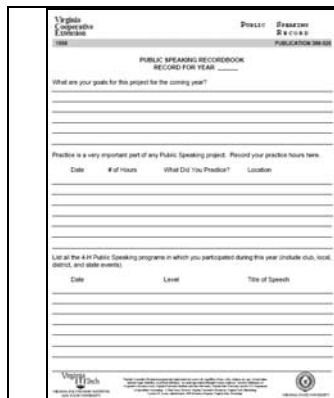 Virginia
Cooperative
Extension
PUBLIC SPEAKING
RECORD
1998
PUBLIC SPEAKING RECORDBOOK
RECORD FOR YEAR ______
What are your goals for this project for the coming year?
Practice is a very important part of any Public Speaking project. Record your practice hours here.
Date # of Hours What Did You Practice? Location
List all the 4-H Public Speaking programs in which you participated during this year (include club, local,
district, and state events).
Date Level Title of Speech
Virginia
Tech